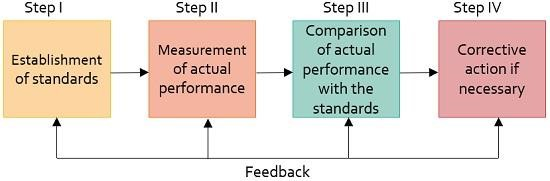 Step I
Step II
Step III
Step IV
Establishment
of standards
Measurement
of actual
performance
Comparison
of actual
performance
with the
standards
Corrective
action if
necessary
Feedback